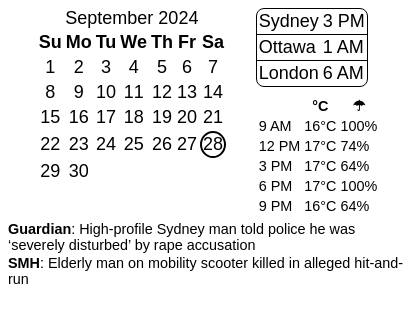 September 2024
Su Mo Tu We Th Fr Sa
1 2 3 4 5 6 7
8 9 10 11 12 13 14
15 16 17 18 19 20 21
22 23 24 25 26 27 28
29 30
Sydney 3 PM
Ottawa 1 AM
London 6 AM
°C ☂
9 AM 16°C 100%
12 PM 17°C 74%
3 PM 17°C 64%
6 PM 17°C 100%
9 PM 16°C 64%
Guardian: High-profile Sydney man told police he was
‘severely disturbed’ by rape accusation
SMH: Elderly man on mobility scooter killed in alleged hit-and-
run